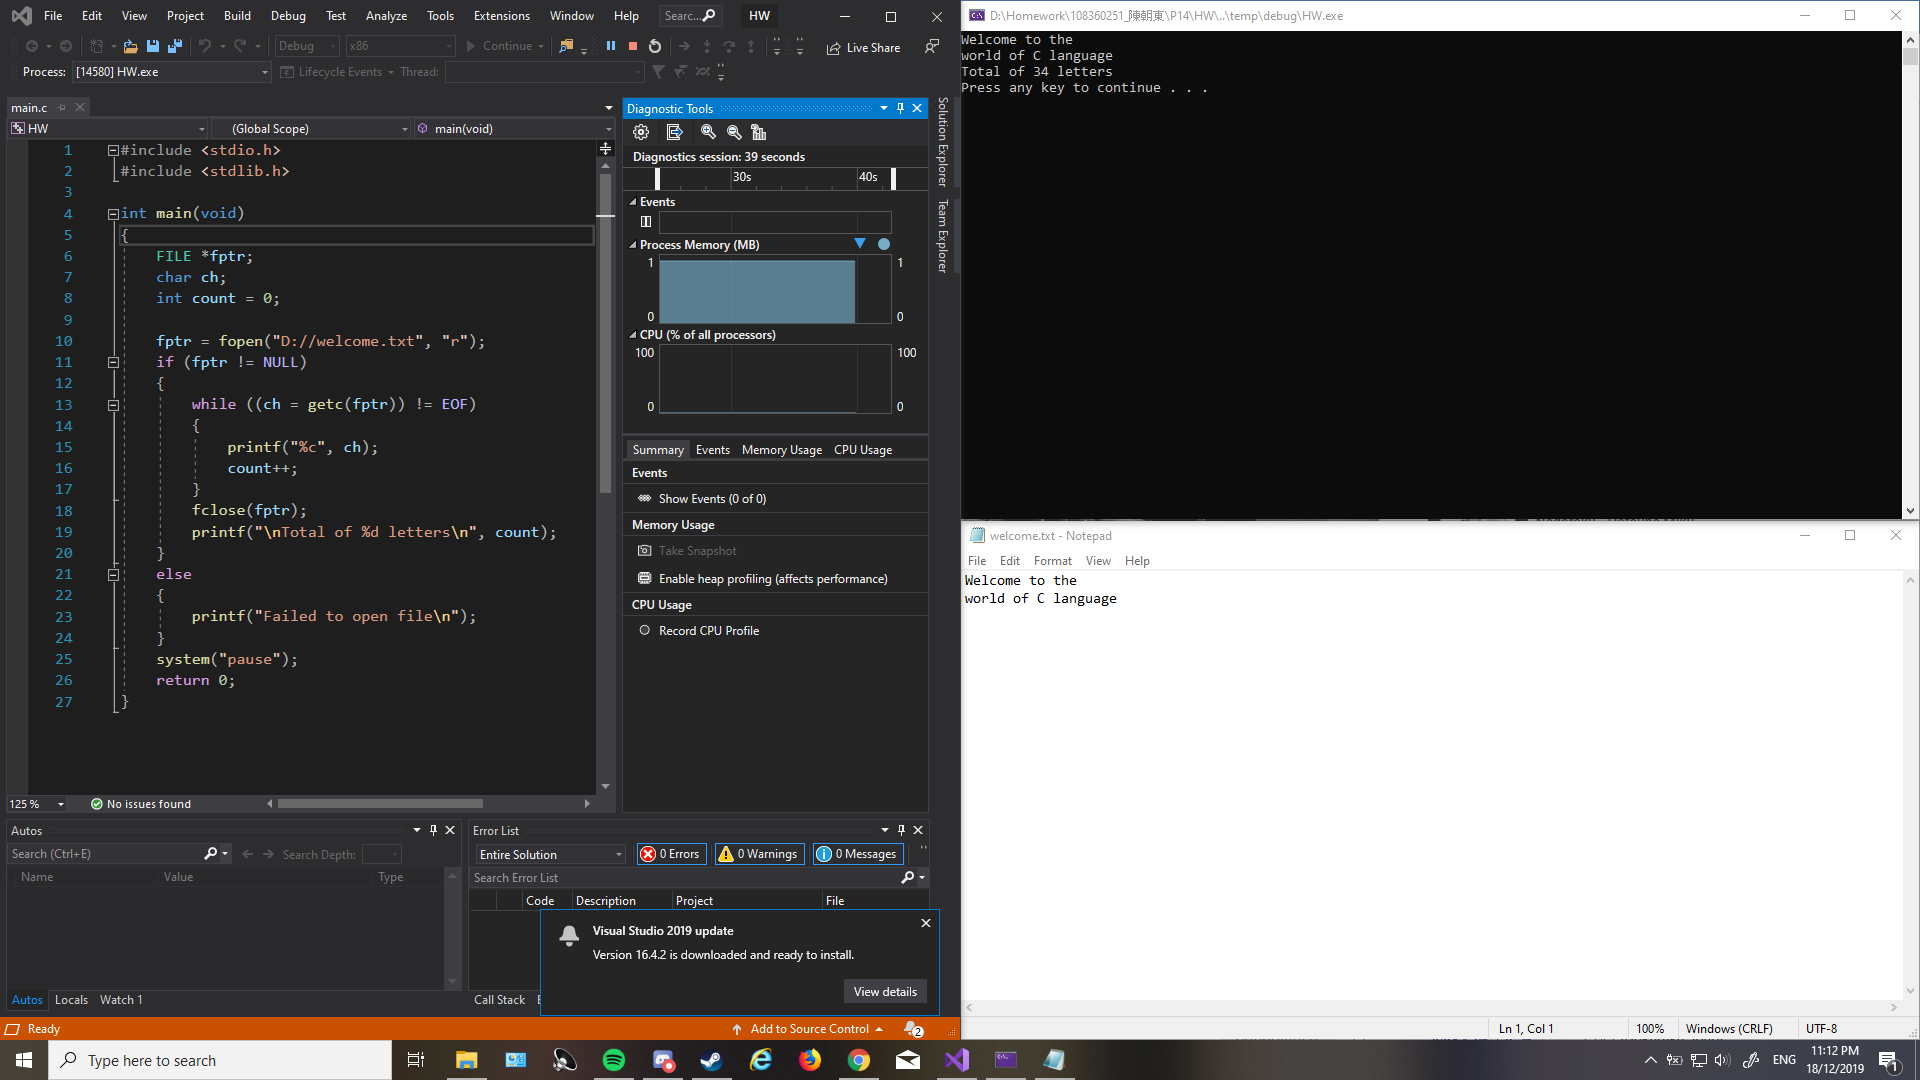 File Edit View Project Build Debug Test Analyze Tools Extensions Window Help Searc... HW
Debug x86 Continue Live Share
Process: [14580] HW.exe Lifecycle Events Thread:
main.c
HW (Global Scope) main(void)
1 #include <stdio.h>
2 #include <stdlib.h>
3
4 int main(void)
5 {
6 FILE *fptr;
7 char ch;
8 int count = 0;
9
10 fptr = fopen("D://welcome.txt", "r");
11 if (fptr != NULL)
12 {
13 while ((ch = getc(fptr)) != EOF)
14 {
15 printf("%c", ch);
16 count++;
17 }
18 fclose(fptr);
19 printf("\nTotal of %d letters\n", count);
20 }
21 else
22 {
23 printf("Failed to open file\n");
24 }
25 system("pause");
26 return 0;
27 }
125 % No issues found
Diagnostic Tools
Diagnostics session: 39 seconds
30s 40s
Events
Process Memory (MB)
1 1
0 0
CPU (% of all processors)
100 100
0 0
Summary Events Memory Usage CPU Usage
Events
Show Events (0 of 0)
Memory Usage
Take Snapshot
Enable heap profiling (affects performance)
CPU Usage
Record CPU Profile
Solution Explorer
Team Explorer
Autos
Search (Ctrl+E) Search Depth:
Name Value Type
Autos Locals Watch 1
Error List
Entire Solution 0 Errors 0 Warnings 0 Messages
Search Error List
Code Description Project File
Visual Studio 2019 update
Version 16.4.2 is downloaded and ready to install.
View details
Call Stack
Ready Add to Source Control 2
D:\Homework\108360251_陳朝東\P14\HW\..\temp\debug\HW.exe
Welcome to the
world of C language
Total of 34 letters
Press any key to continue . . .
welcome.txt - Notepad
File Edit Format View Help
Welcome to the
world of C language
Ln 1, Col 1 100% Windows (CRLF) UTF-8
Type here to search
ENG 11:12 PM
18/12/2019 1